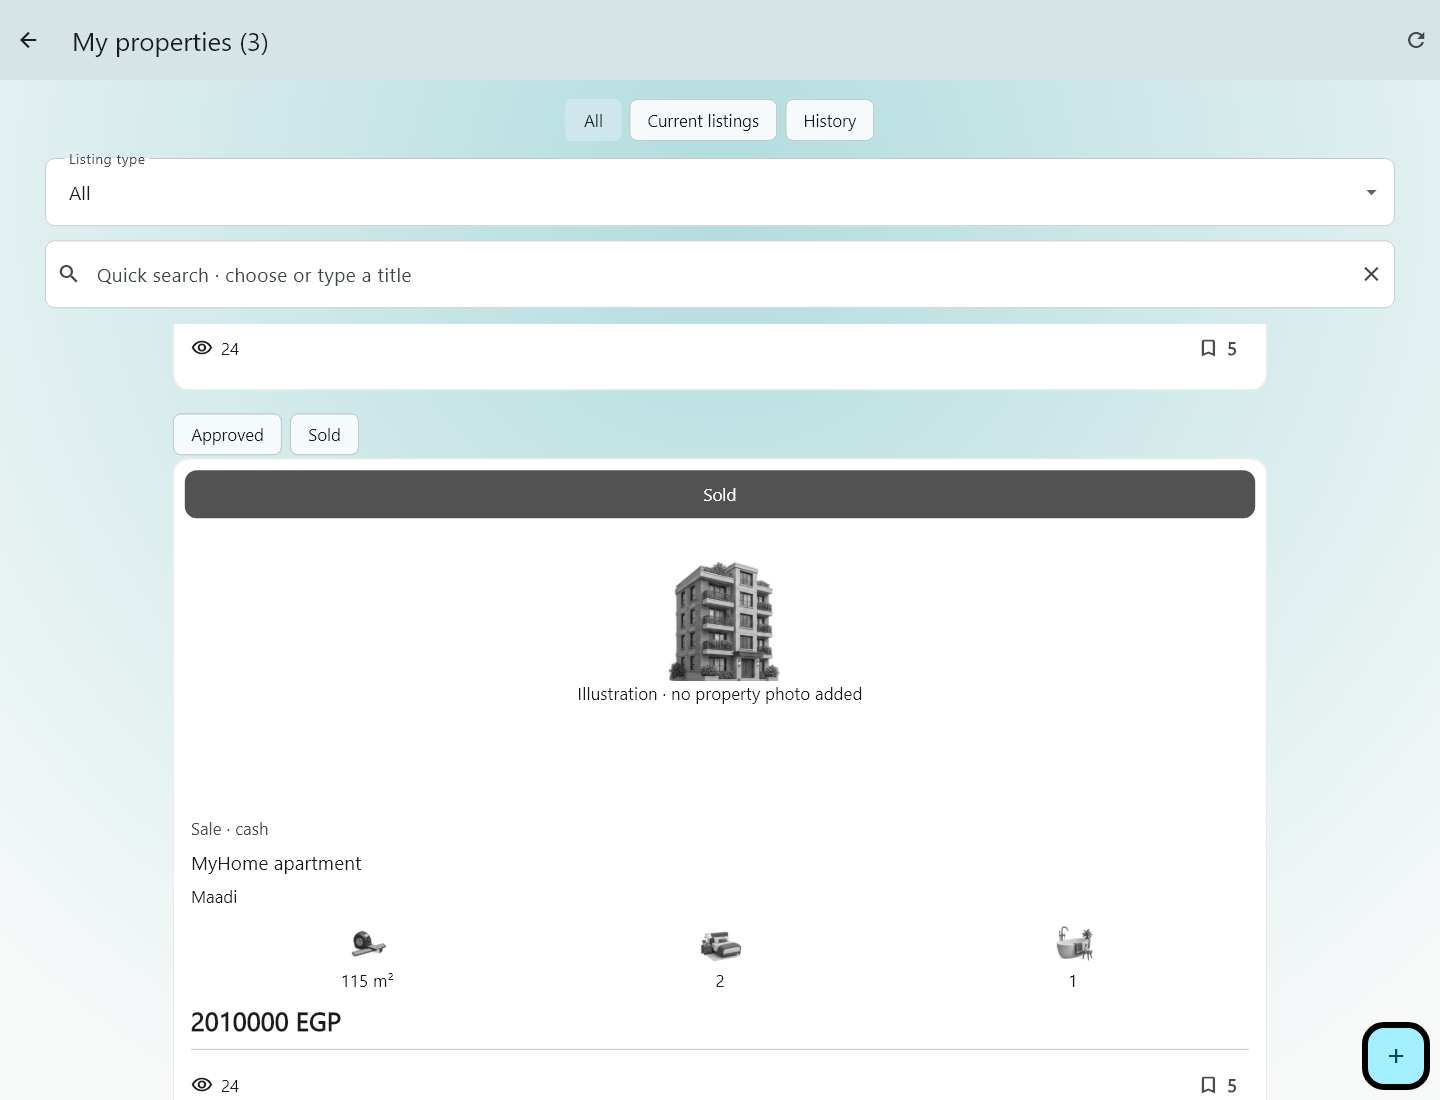 My properties (3)
All
Current listings
History
Listing type
All
Quick search · choose or type a title
24
5
Approved
Sold
Sold
Illustration · no property photo added
Sale · cash
MyHome apartment
Maadi
115 m²
2
1
2010000 EGP
24
5